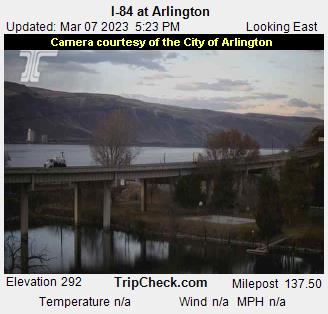 I-84 at Arlington
Updated: Mar 07 2023 5:23 PM Looking East
Camera courtesy of the City of Arlington
Elevation 292 TripCheck.com Milepost 137.50
Temperature n/a Wind n/a MPH n/a